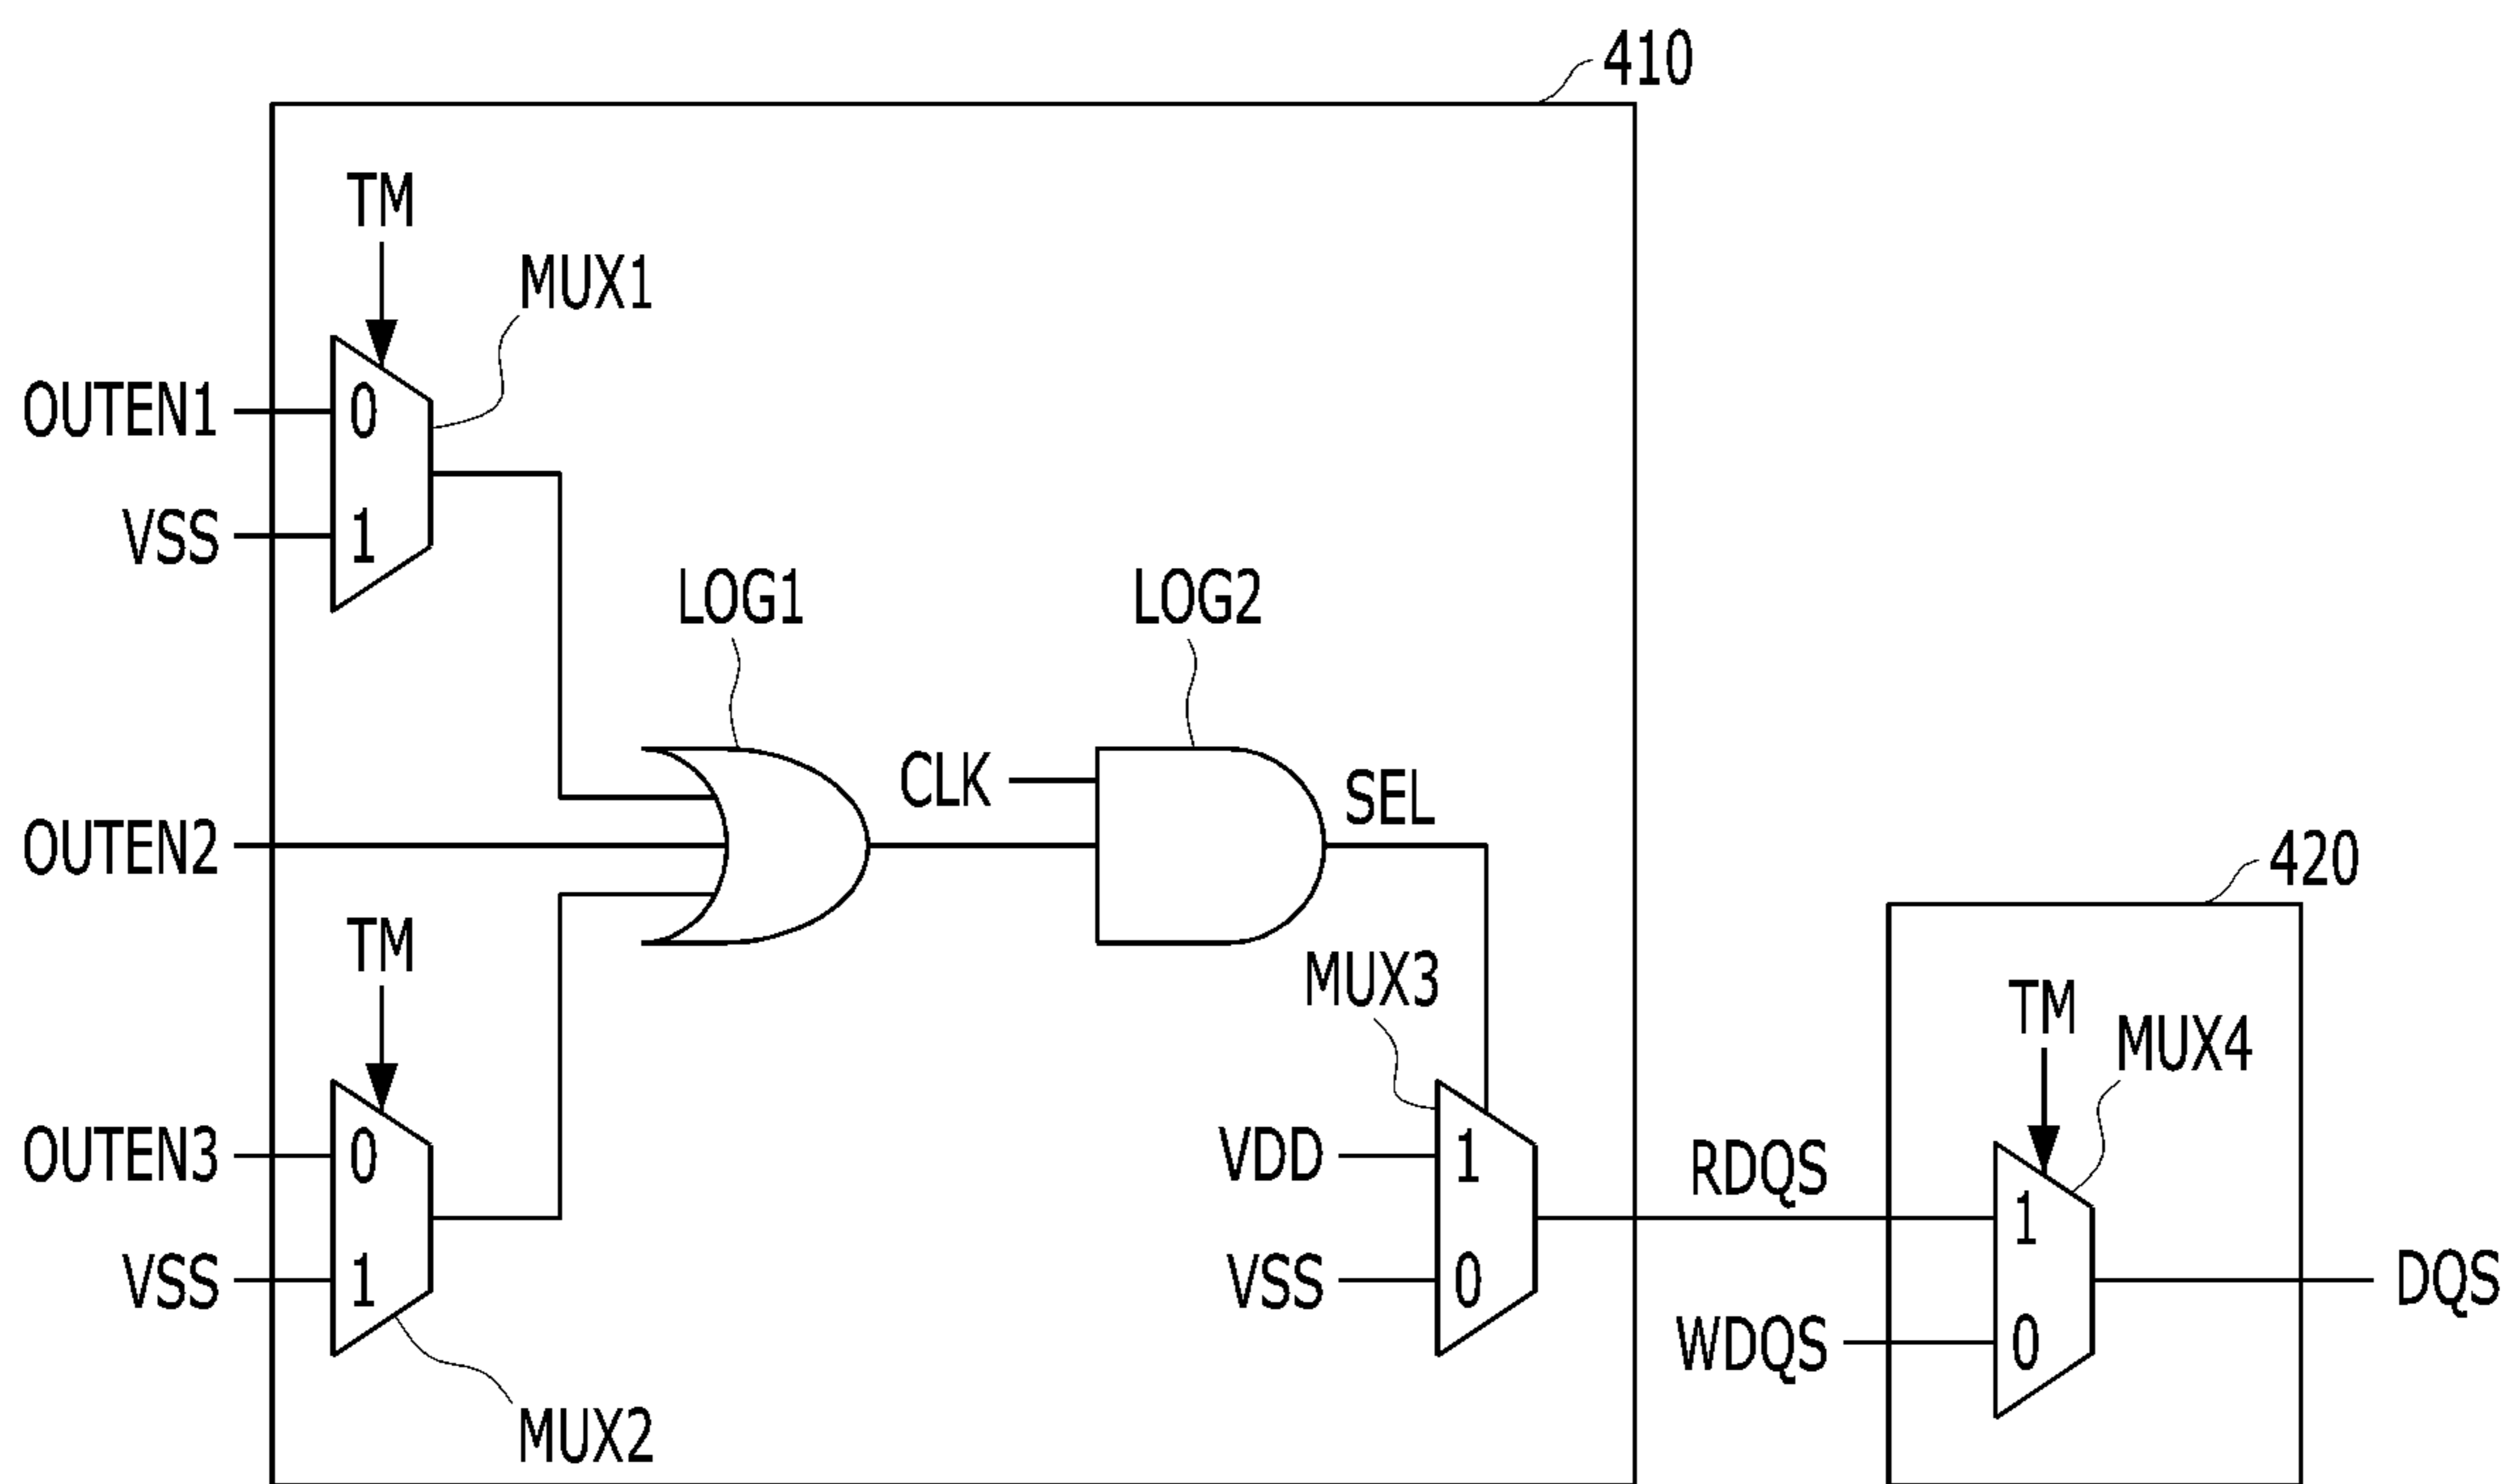 410
TM
MUX1
OUTEN1
0
VSS
1
LOG1
LOG2
CLK
SEL
OUTEN2
420
TM
MUX3
TM
MUX4
OUTEN3
0
VDD
1
RDQS
1
VSS
1
VSS
0
DQS
WDQS
0
MUX2